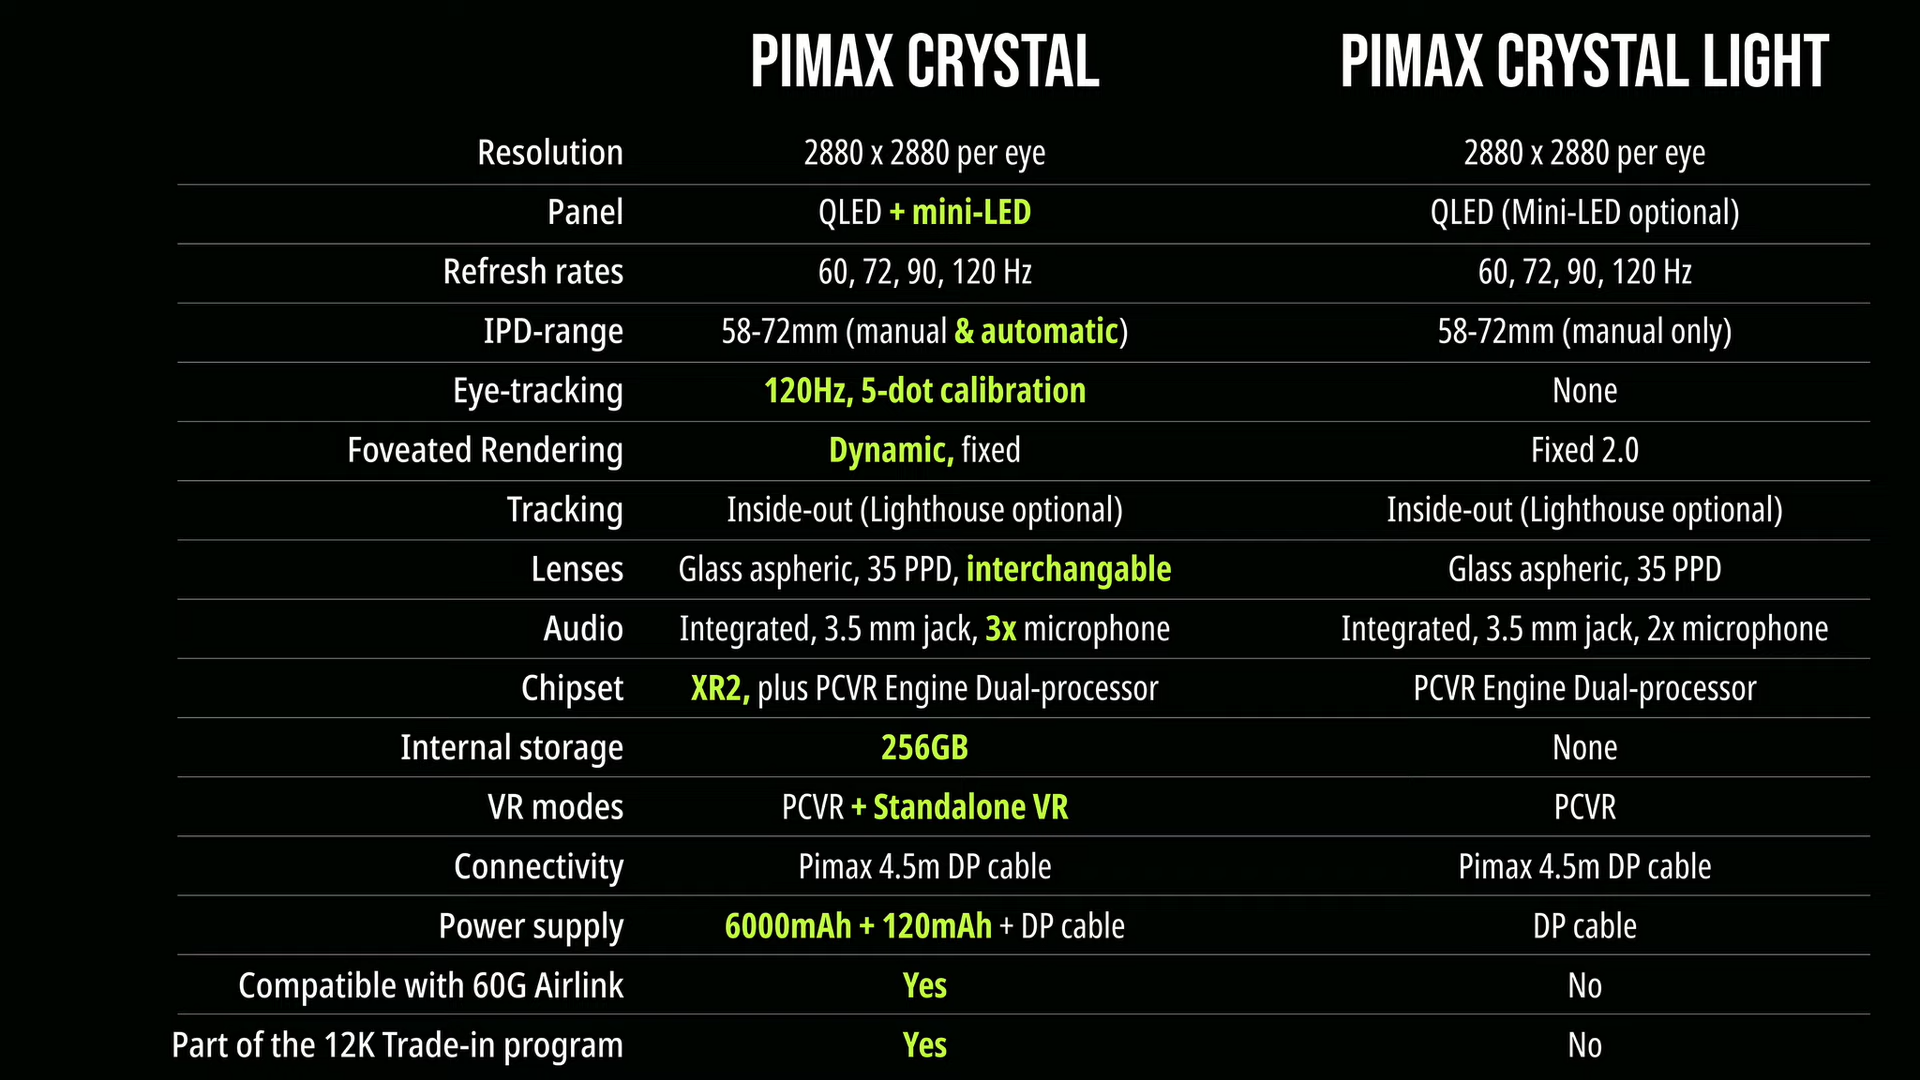 PIMAX CRYSTAL PIMAX CRYSTAL LIGHT
Resolution 2880 x 2880 per eye 2880 x 2880 per eye
Panel QLED + mini-LED QLED (Mini-LED optional)
Refresh rates 60, 72, 90, 120 Hz 60, 72, 90, 120 Hz
IPD-range 58-72mm (manual & automatic) 58-72mm (manual only)
Eye-tracking 120Hz, 5-dot calibration None
Foveated Rendering Dynamic, fixed Fixed 2.0
Tracking Inside-out (Lighthouse optional) Inside-out (Lighthouse optional)
Lenses Glass aspheric, 35 PPD, interchangable Glass aspheric, 35 PPD
Audio Integrated, 3.5 mm jack, 3x microphone Integrated, 3.5 mm jack, 2x microphone
Chipset XR2, plus PCVR Engine Dual-processor PCVR Engine Dual-processor
Internal storage 256GB None
VR modes PCVR + Standalone VR PCVR
Connectivity Pimax 4.5m DP cable Pimax 4.5m DP cable
Power supply 6000mAh + 120mAh + DP cable DP cable
Compatible with 60G Airlink Yes No
Part of the 12K Trade-in program Yes No